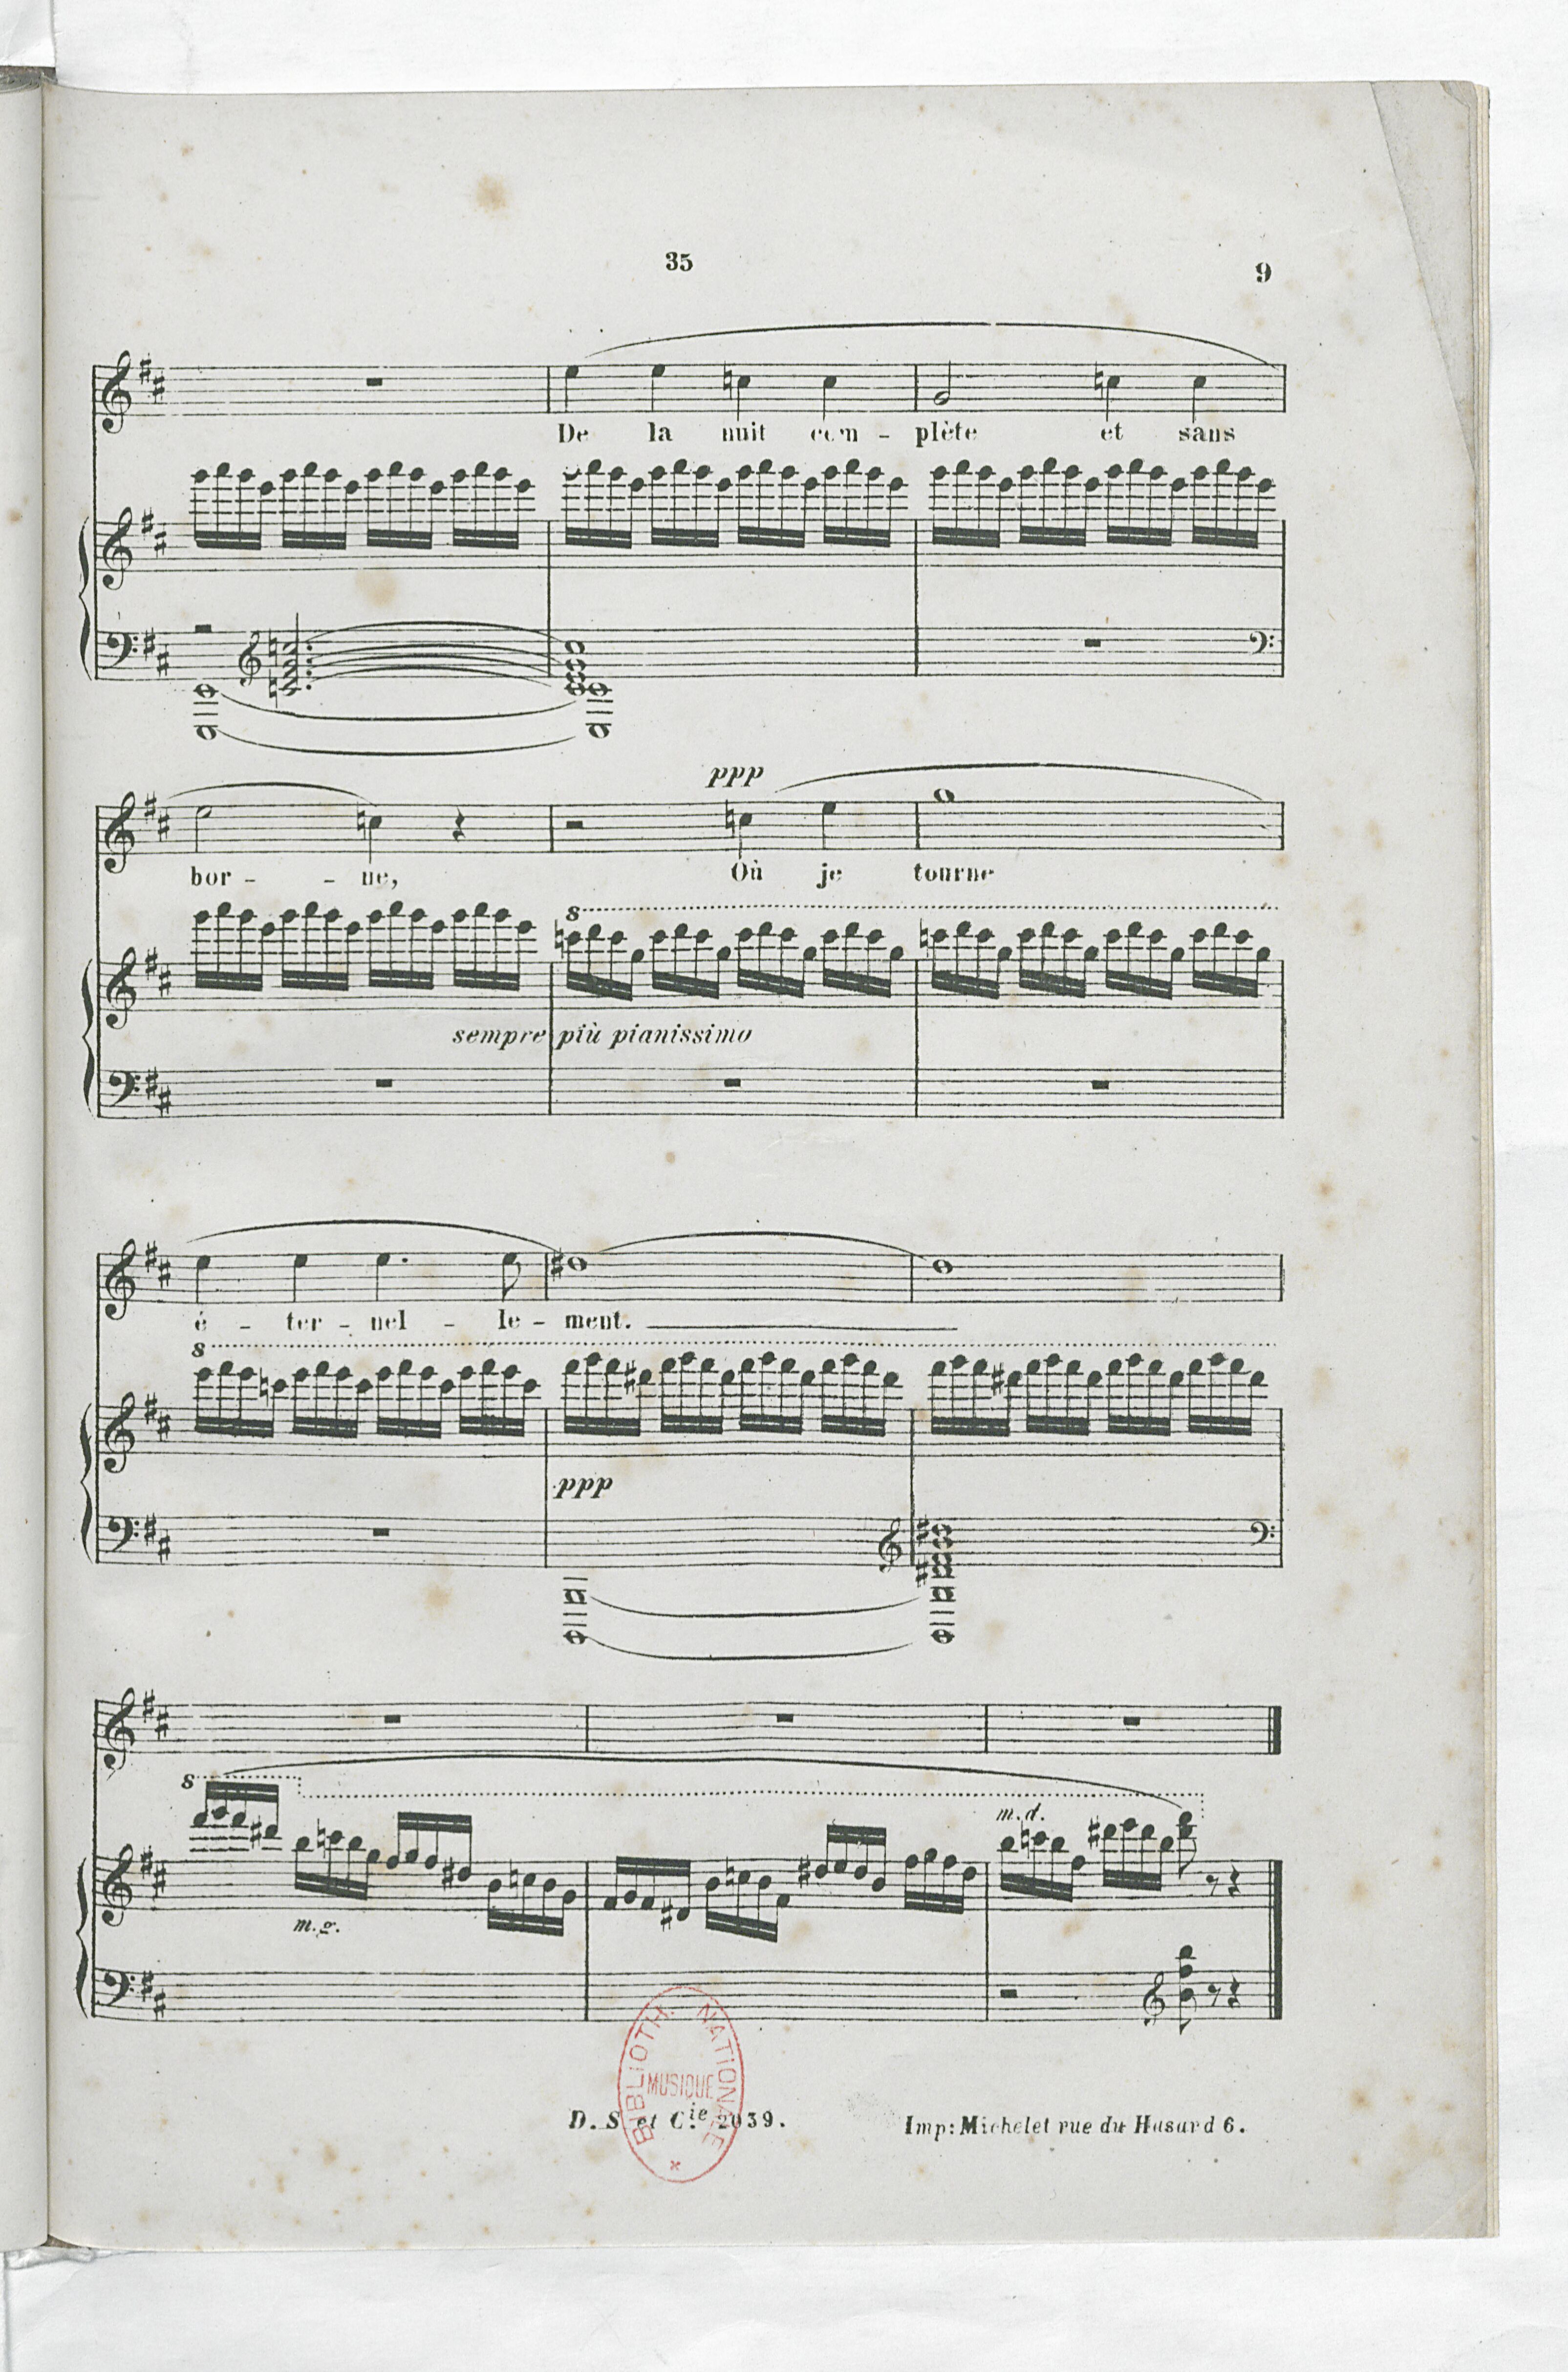 35
9
De la nuit com - plète et sans
ppp
bor - - ne, Où je tourne
8
sempre più pianissimo
é - ter - nel - le - ment.
8
ppp
8
m. d.
m. g.
BIBLIOTH. NATIONALE
MUSIQUE
D. S. et C.ie 2039.
Imp: Michelet rue du Hasard 6.